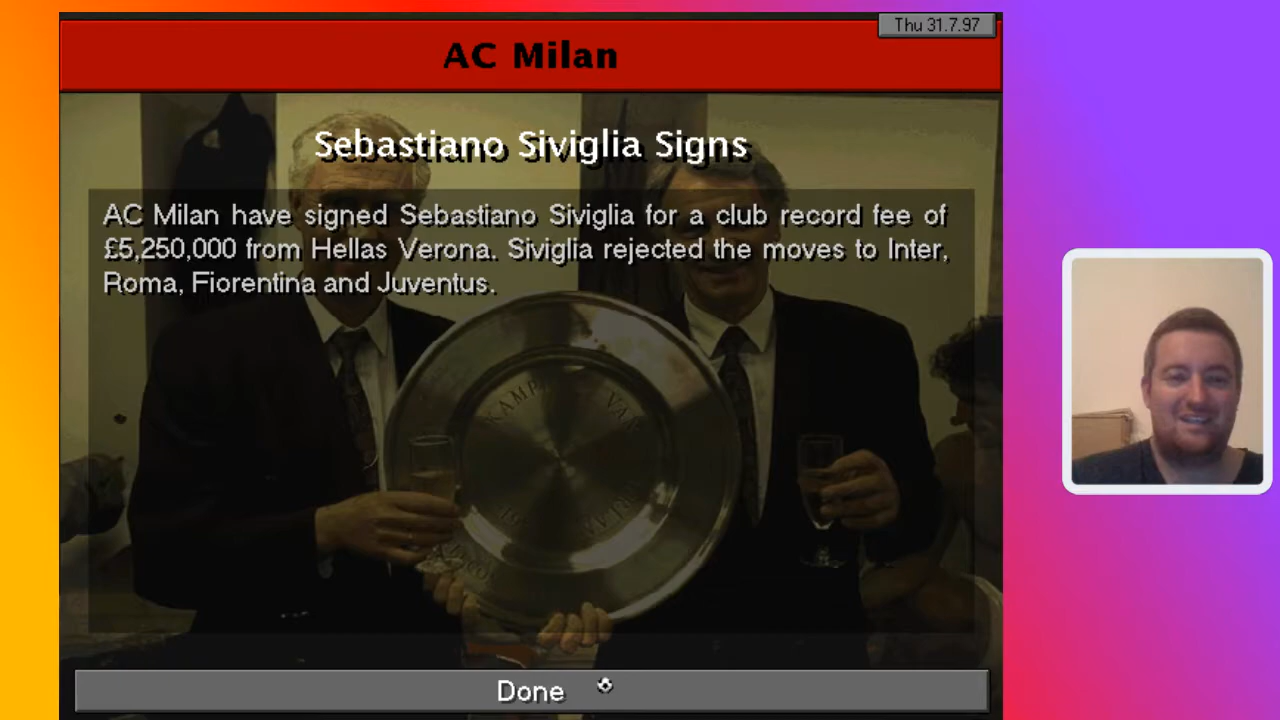 Thu 31.7.97
AC Milan
Sebastiano Siviglia Signs
AC Milan have signed Sebastiano Siviglia for a club record fee of
£5,250,000 from Hellas Verona. Siviglia rejected the moves to Inter,
Roma, Fiorentina and Juventus.
Done